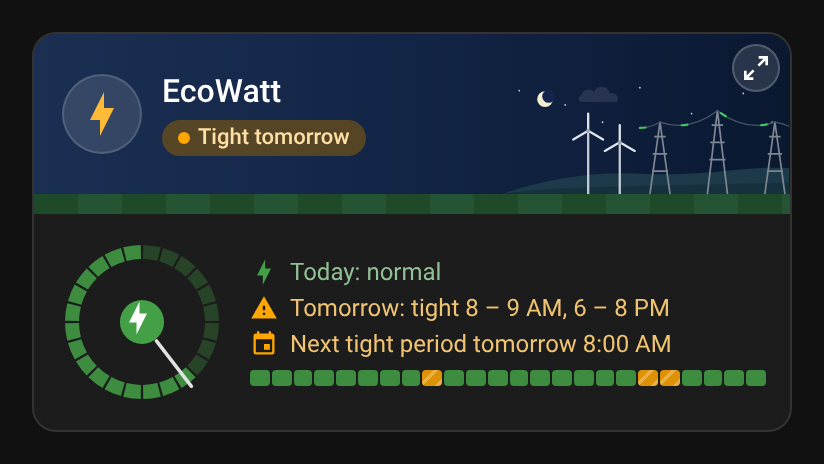 EcoWatt
Tight tomorrow
Today: normal
Tomorrow: tight 8 – 9 AM, 6 – 8 PM
Next tight period tomorrow 8:00 AM